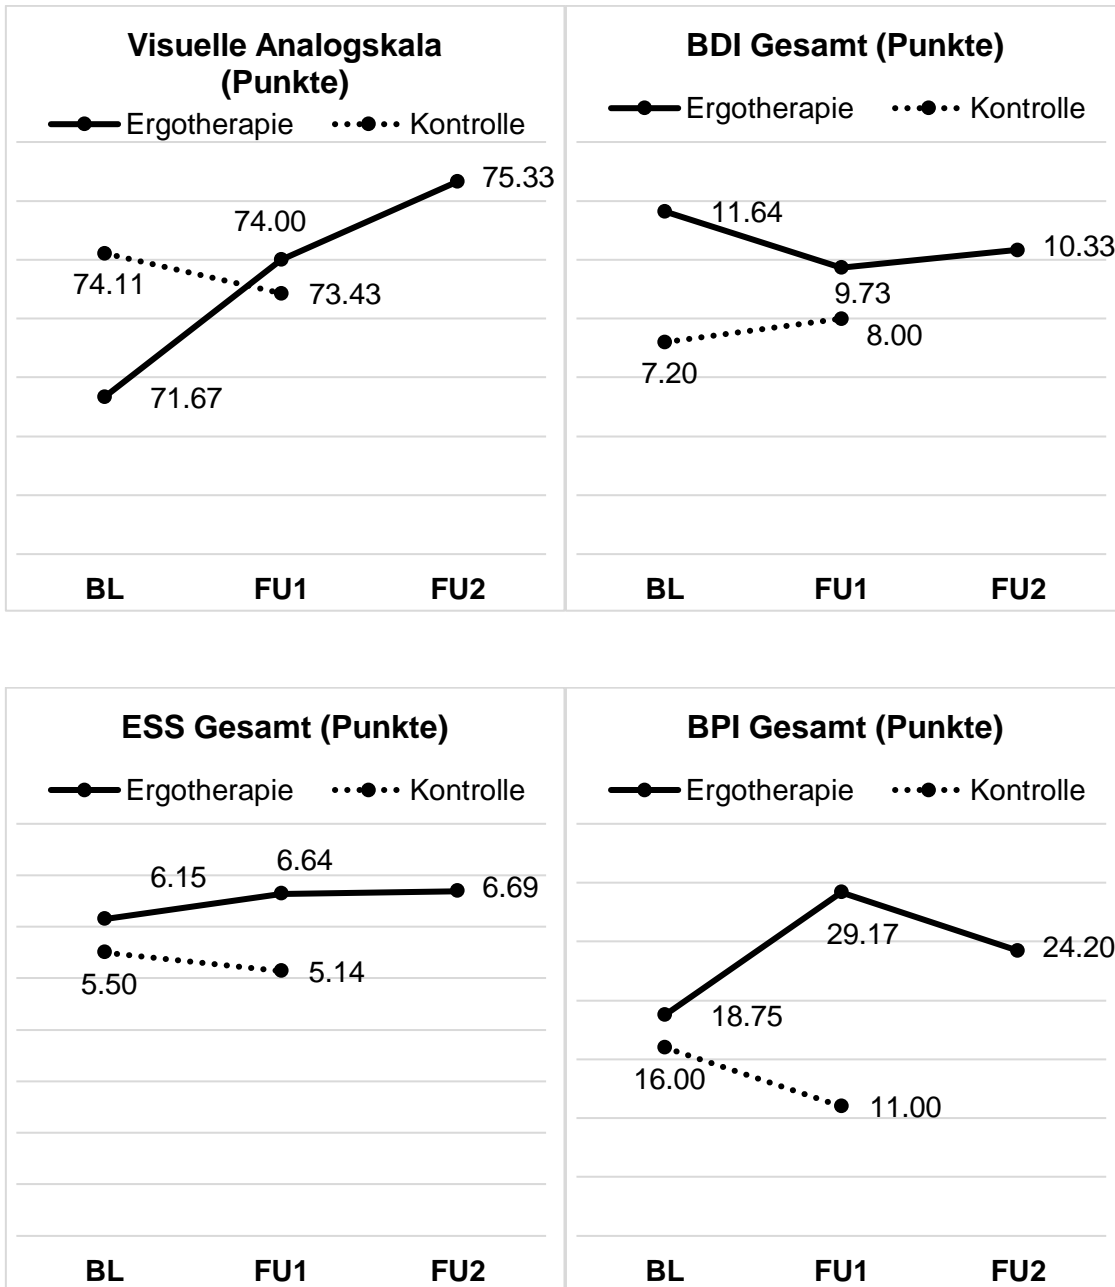 Visuelle Analogskala
(Punkte)
Ergotherapie Kontrolle
75.33
74.00
74.11
73.43
71.67
BL FU1 FU2
BDI Gesamt (Punkte)
Ergotherapie Kontrolle
11.64
10.33
9.73
8.00
7.20
BL FU1 FU2
ESS Gesamt (Punkte)
Ergotherapie Kontrolle
6.64
6.15
6.69
5.50
5.14
BL FU1 FU2
BPI Gesamt (Punkte)
Ergotherapie Kontrolle
29.17
24.20
18.75
16.00
11.00
BL FU1 FU2